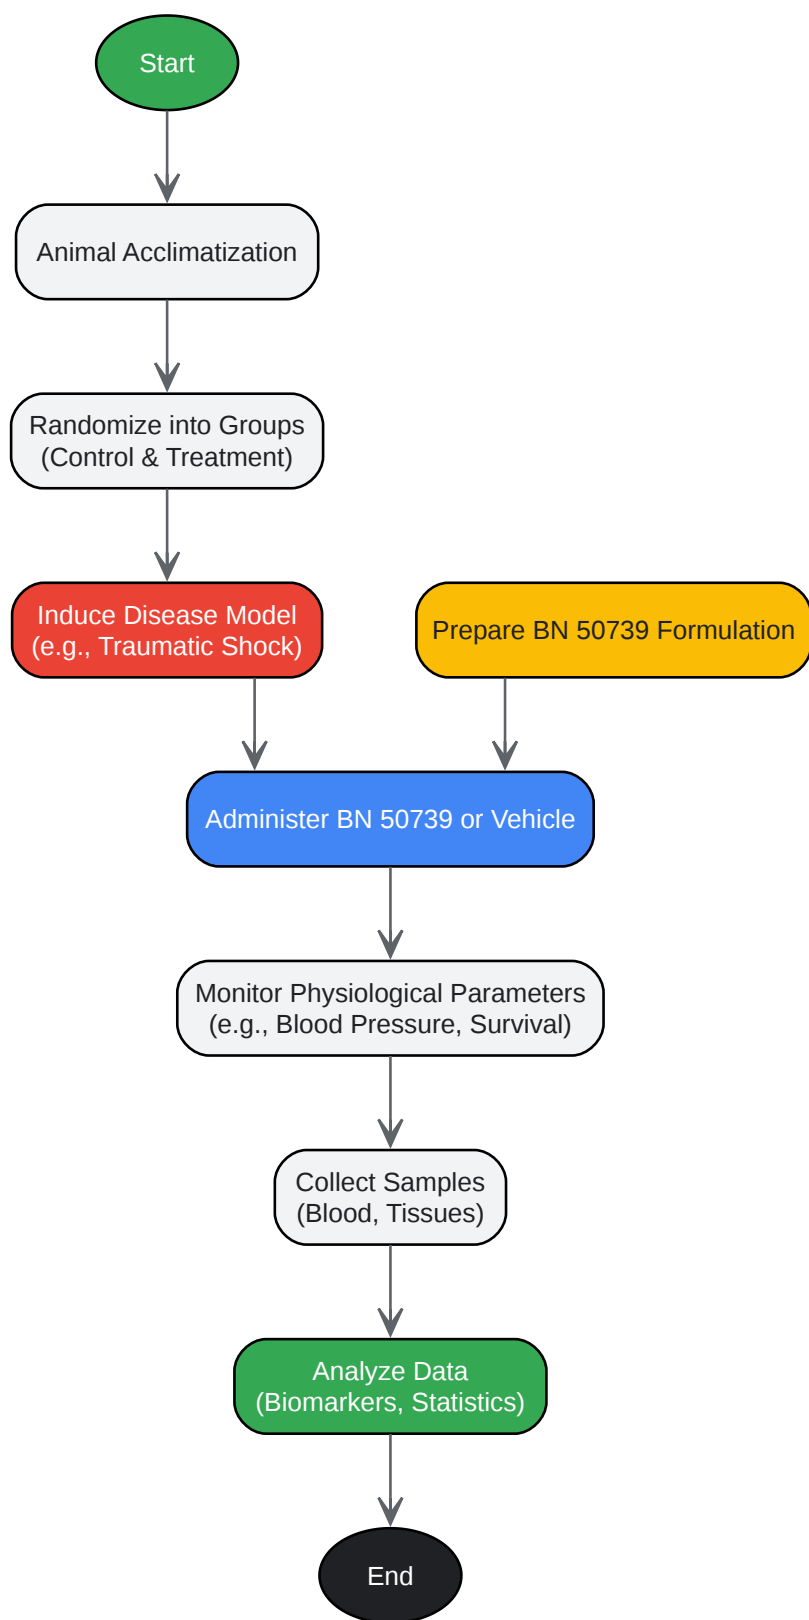 Start
Animal Acclimatization
Randomize into Groups
(Control & Treatment)
Induce Disease Model
(e.g., Traumatic Shock)
Prepare BN 50739 Formulation
Administer BN 50739 or Vehicle
Monitor Physiological Parameters
(e.g., Blood Pressure, Survival)
Collect Samples
(Blood, Tissues)
Analyze Data
(Biomarkers, Statistics)
End